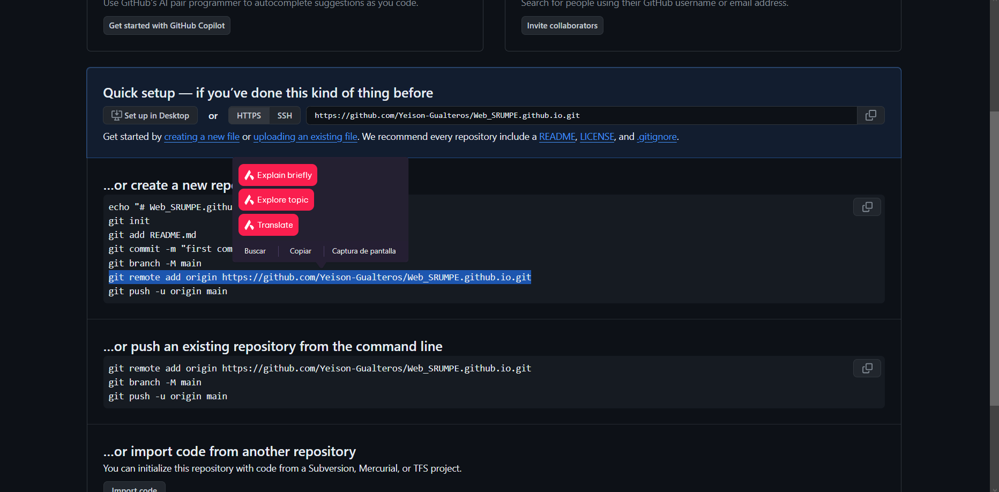 Use GitHub's AI pair programmer to autocomplete suggestions as you code.
Get started with GitHub Copilot
Search for people using their GitHub username or email address.
Invite collaborators
Quick setup — if you’ve done this kind of thing before
Set up in Desktop or HTTPS SSH https://github.com/Yeison-Gualteros/Web_SRUMPE.github.io.git
Get started by creating a new file or uploading an existing file. We recommend every repository include a README, LICENSE, and .gitignore.
Explain briefly
Explore topic
Translate
Buscar Copiar Captura de pantalla
…or create a new rep
echo "# Web_SRUMPE.githu
git init
git add README.md
git commit -m "first com
git branch -M main
git remote add origin https://github.com/Yeison-Gualteros/Web_SRUMPE.github.io.git
git push -u origin main
…or push an existing repository from the command line
git remote add origin https://github.com/Yeison-Gualteros/Web_SRUMPE.github.io.git
git branch -M main
git push -u origin main
…or import code from another repository
You can initialize this repository with code from a Subversion, Mercurial, or TFS project.
Import code